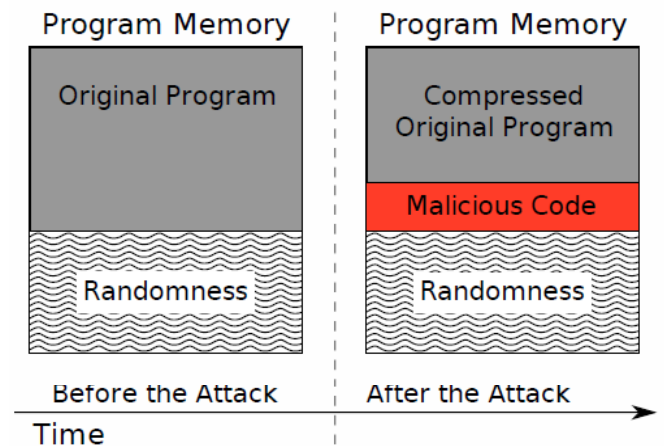 Program Memory
Original Program
Randomness
Before the Attack
Program Memory
Compressed
Original Program
Malicious Code
Randomness
After the Attack
Time